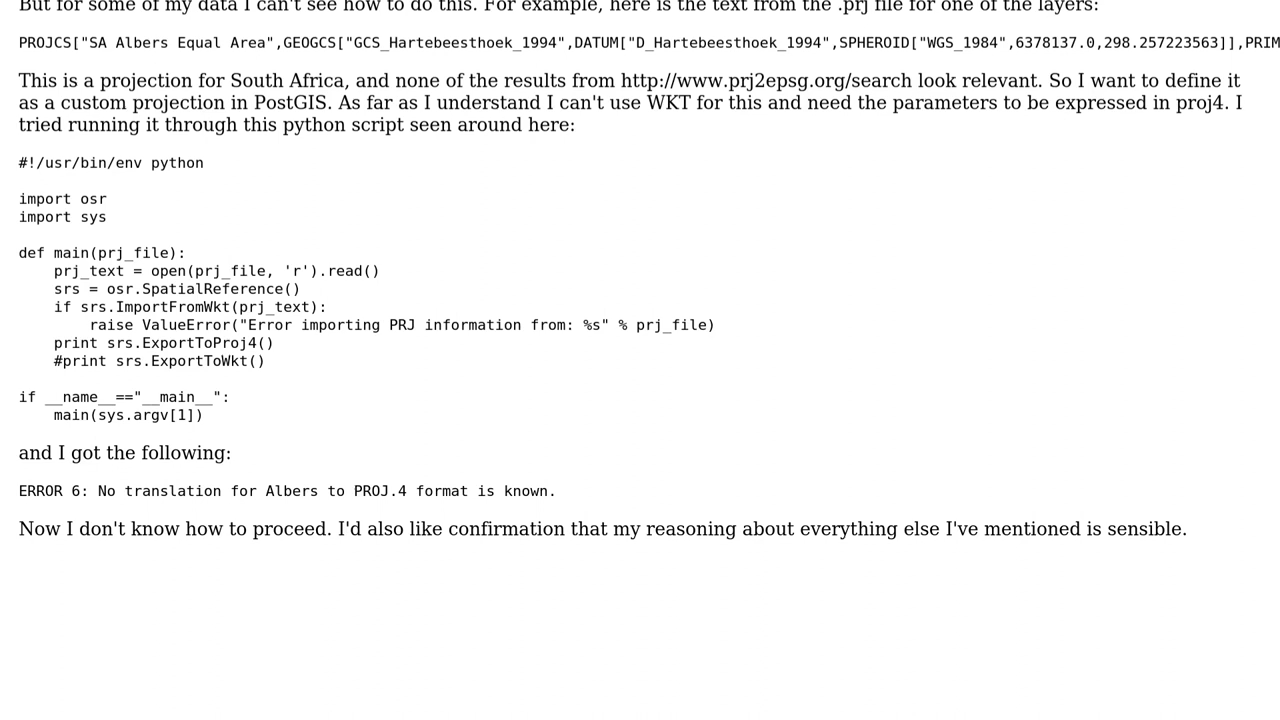 But for some of my data I can't see how to do this. For example, here is the text from the .prj file for one of the layers:
PROJCS["SA Albers Equal Area",GEOGCS["GCS_Hartebeesthoek_1994",DATUM["D_Hartebeesthoek_1994",SPHEROID["WGS_1984",6378137.0,298.257223563]],PRIM
This is a projection for South Africa, and none of the results from http://www.prj2epsg.org/search look relevant. So I want to define it
as a custom projection in PostGIS. As far as I understand I can't use WKT for this and need the parameters to be expressed in proj4. I
tried running it through this python script seen around here:
#!/usr/bin/env python
import osr
import sys
def main(prj_file):
    prj_text = open(prj_file, 'r').read()
    srs = osr.SpatialReference()
    if srs.ImportFromWkt(prj_text):
        raise ValueError("Error importing PRJ information from: %s" % prj_file)
    print srs.ExportToProj4()
    #print srs.ExportToWkt()
if __name__=="__main__":
    main(sys.argv[1])
and I got the following:
ERROR 6: No translation for Albers to PROJ.4 format is known.
Now I don't know how to proceed. I'd also like confirmation that my reasoning about everything else I've mentioned is sensible.